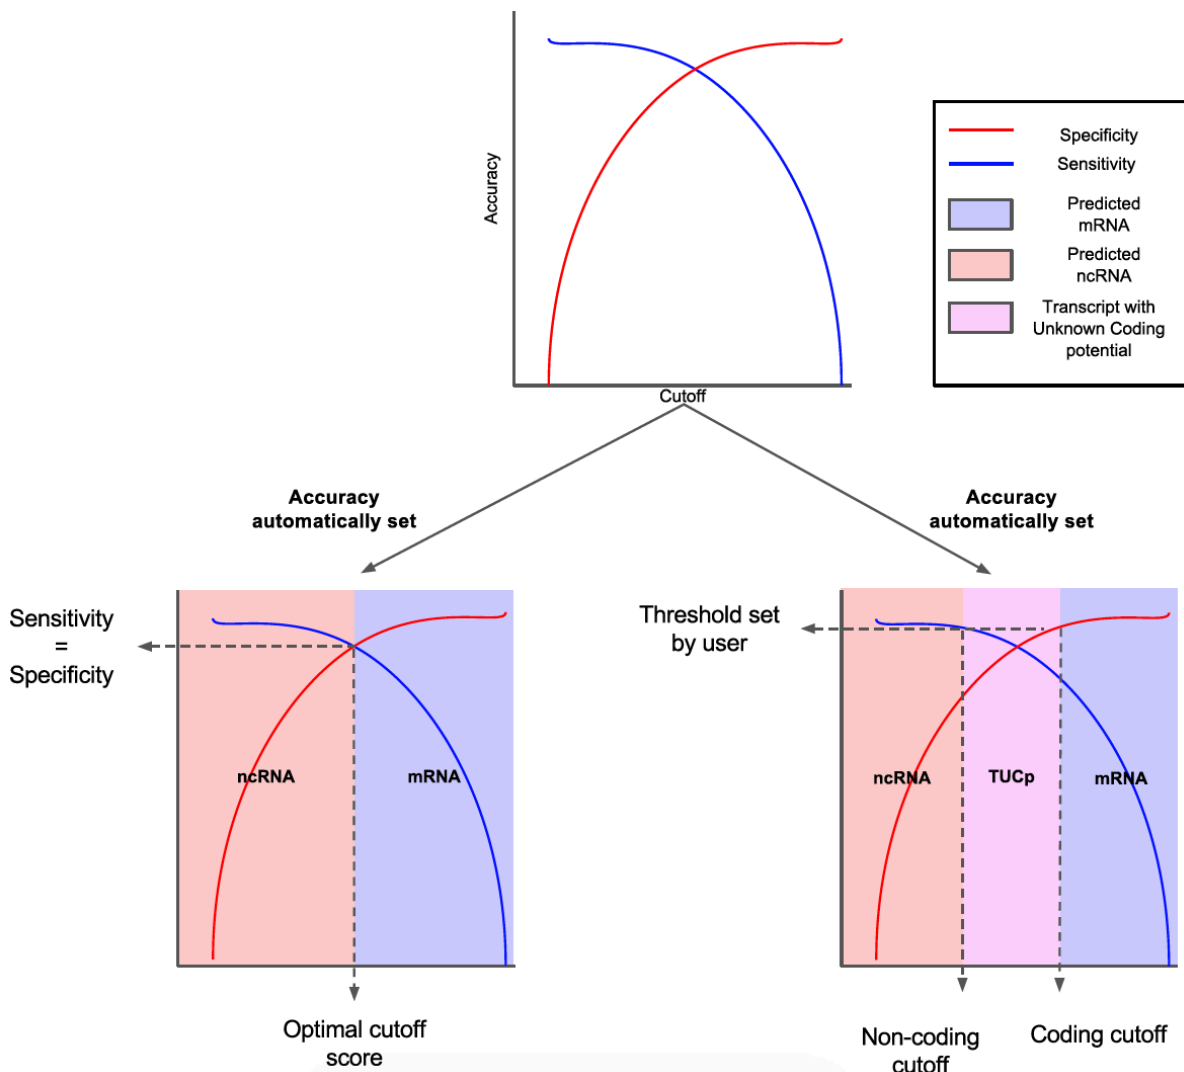 Accuracy
Cutoff
Specificity
Sensitivity
Predicted
mRNA
Predicted
ncRNA
Transcript with
Unknown Coding
potential
Accuracy
automatically set
Accuracy
automatically set
Sensitivity
=
Specificity
ncRNA
mRNA
Optimal cutoff
score
Threshold set
by user
ncRNA
TUCp
mRNA
Non-coding
cutoff
Coding cutoff